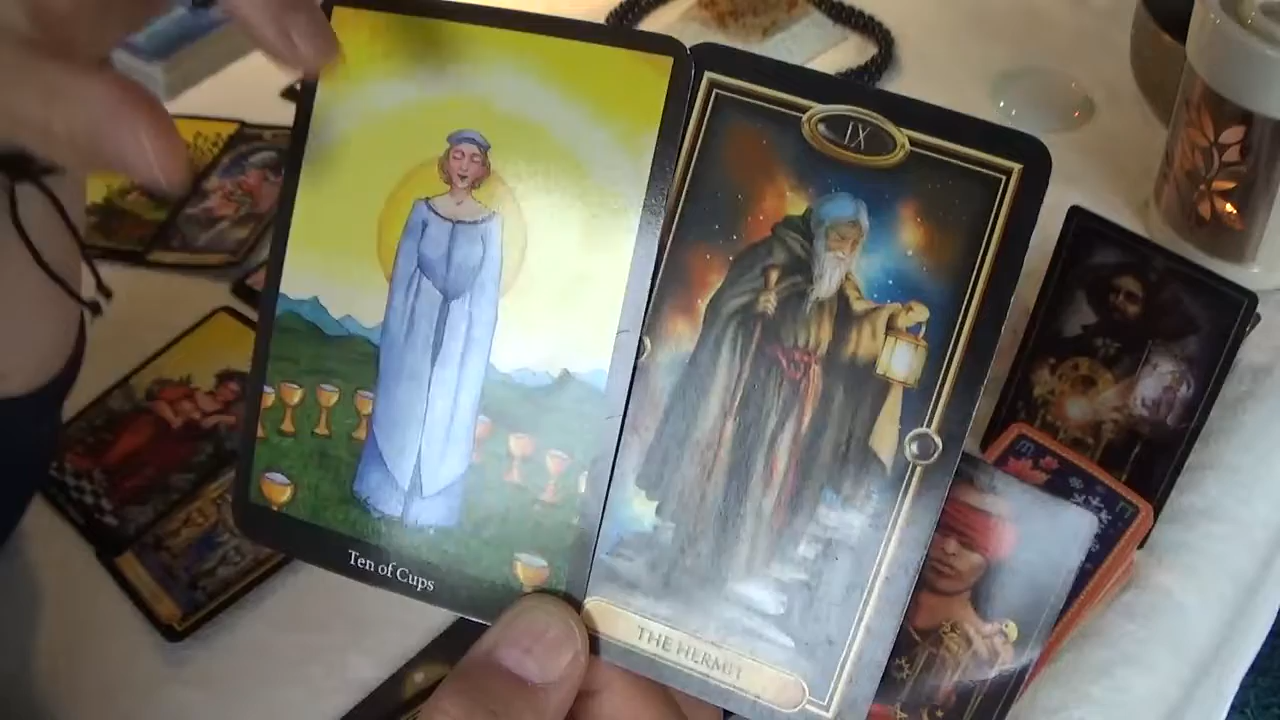 Ten of Cups
IX
THE HERMIT